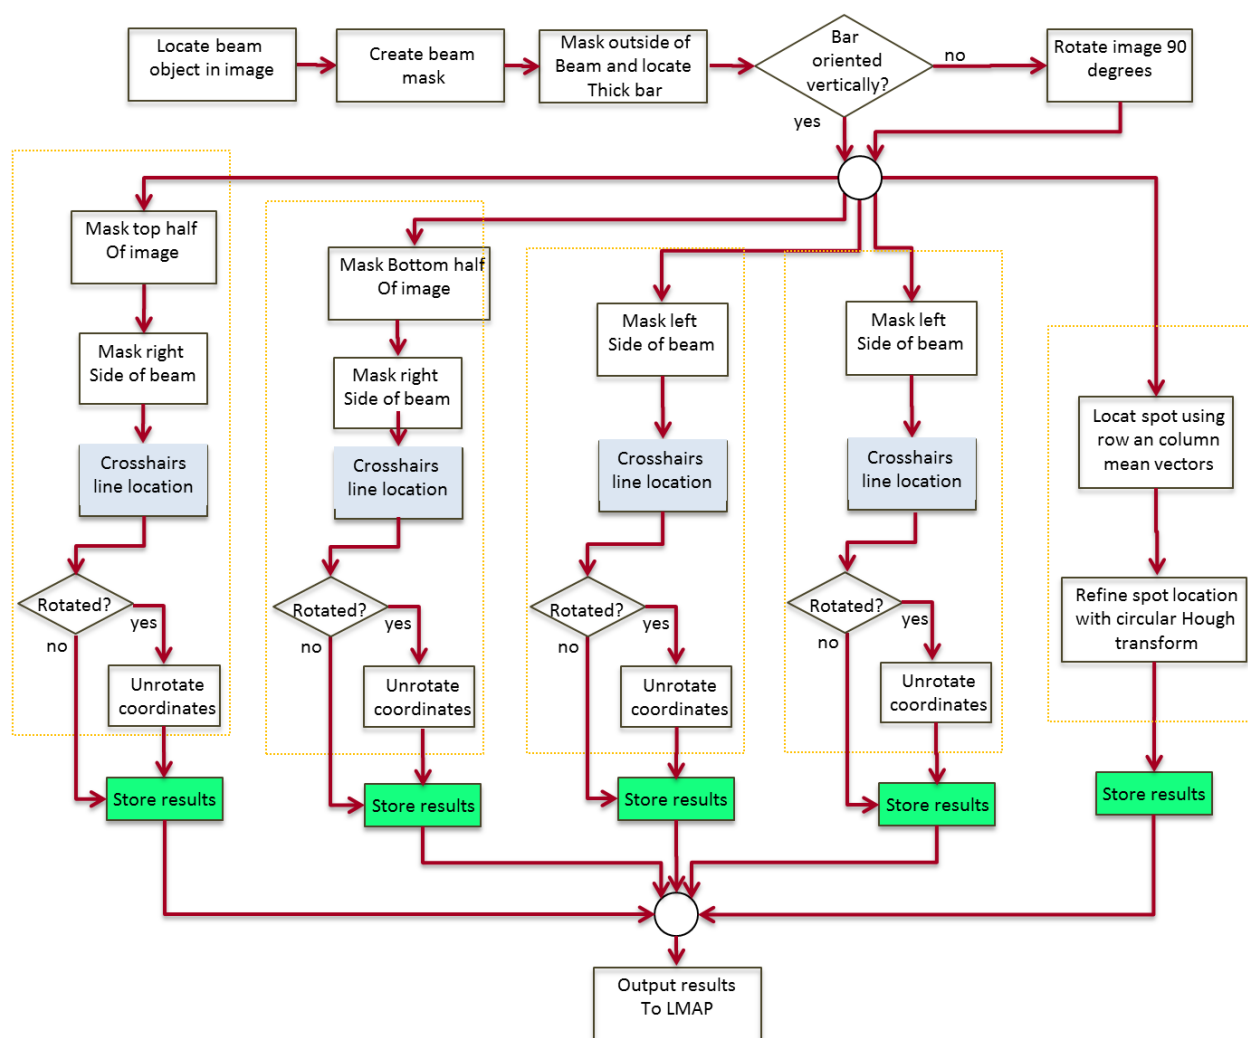 Locate beam
object in image
Create beam
mask
Mask outside of
Beam and locate
Thick bar
Bar
oriented
vertically?
no
yes
Rotate image 90
degrees
Mask top half
Of image
Mask right
Side of beam
Crosshairs
line location
Rotated?
yes
no
Unrotate
coordinates
Store results
Mask Bottom half
Of image
Mask right
Side of beam
Crosshairs
line location
Rotated?
yes
no
Unrotate
coordinates
Store results
Mask left
Side of beam
Crosshairs
line location
Rotated?
yes
no
Unrotate
coordinates
Store results
Mask left
Side of beam
Crosshairs
line location
Rotated?
yes
no
Unrotate
coordinates
Store results
Locat spot using
row an column
mean vectors
Refine spot location
with circular Hough
transform
Store results
Output results
To LMAP